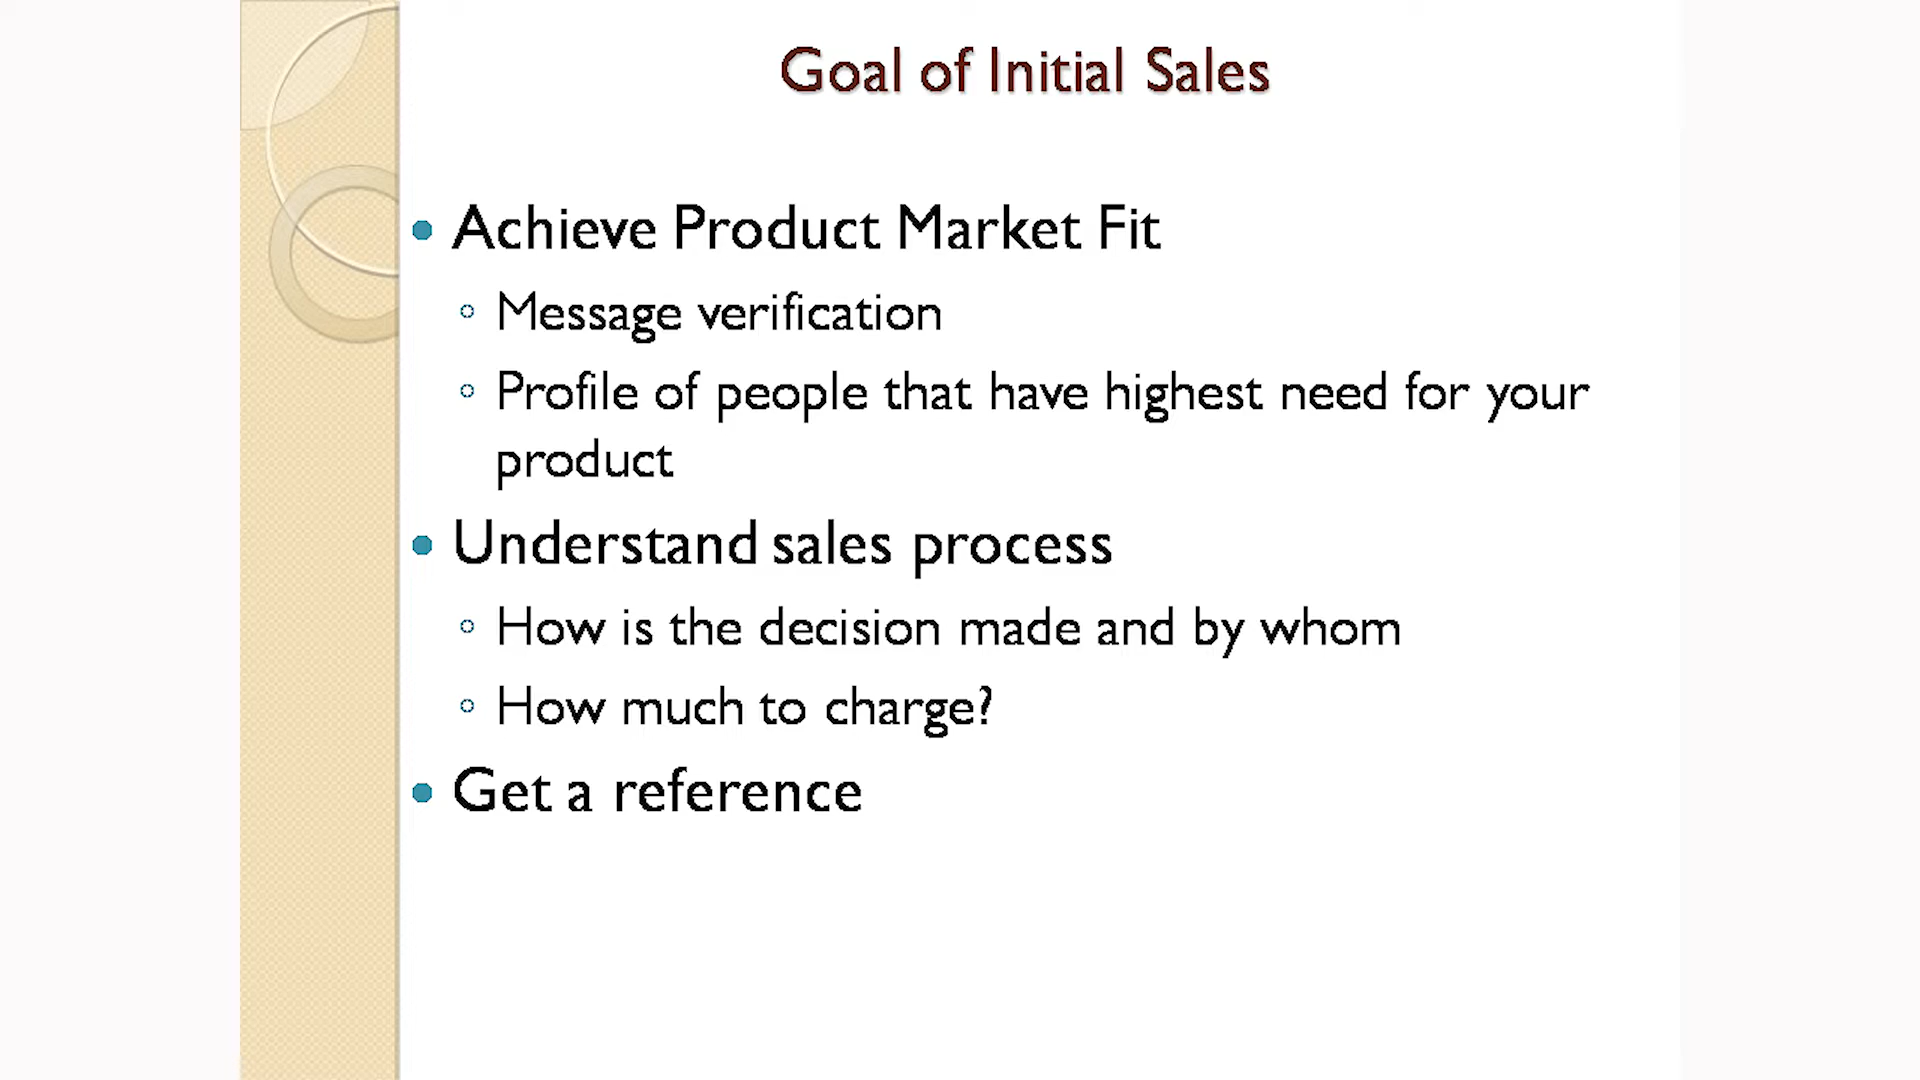 Goal of Initial Sales
• Achieve Product Market Fit
◦ Message verification
◦ Profile of people that have highest need for your
product
• Understand sales process
◦ How is the decision made and by whom
◦ How much to charge?
• Get a reference